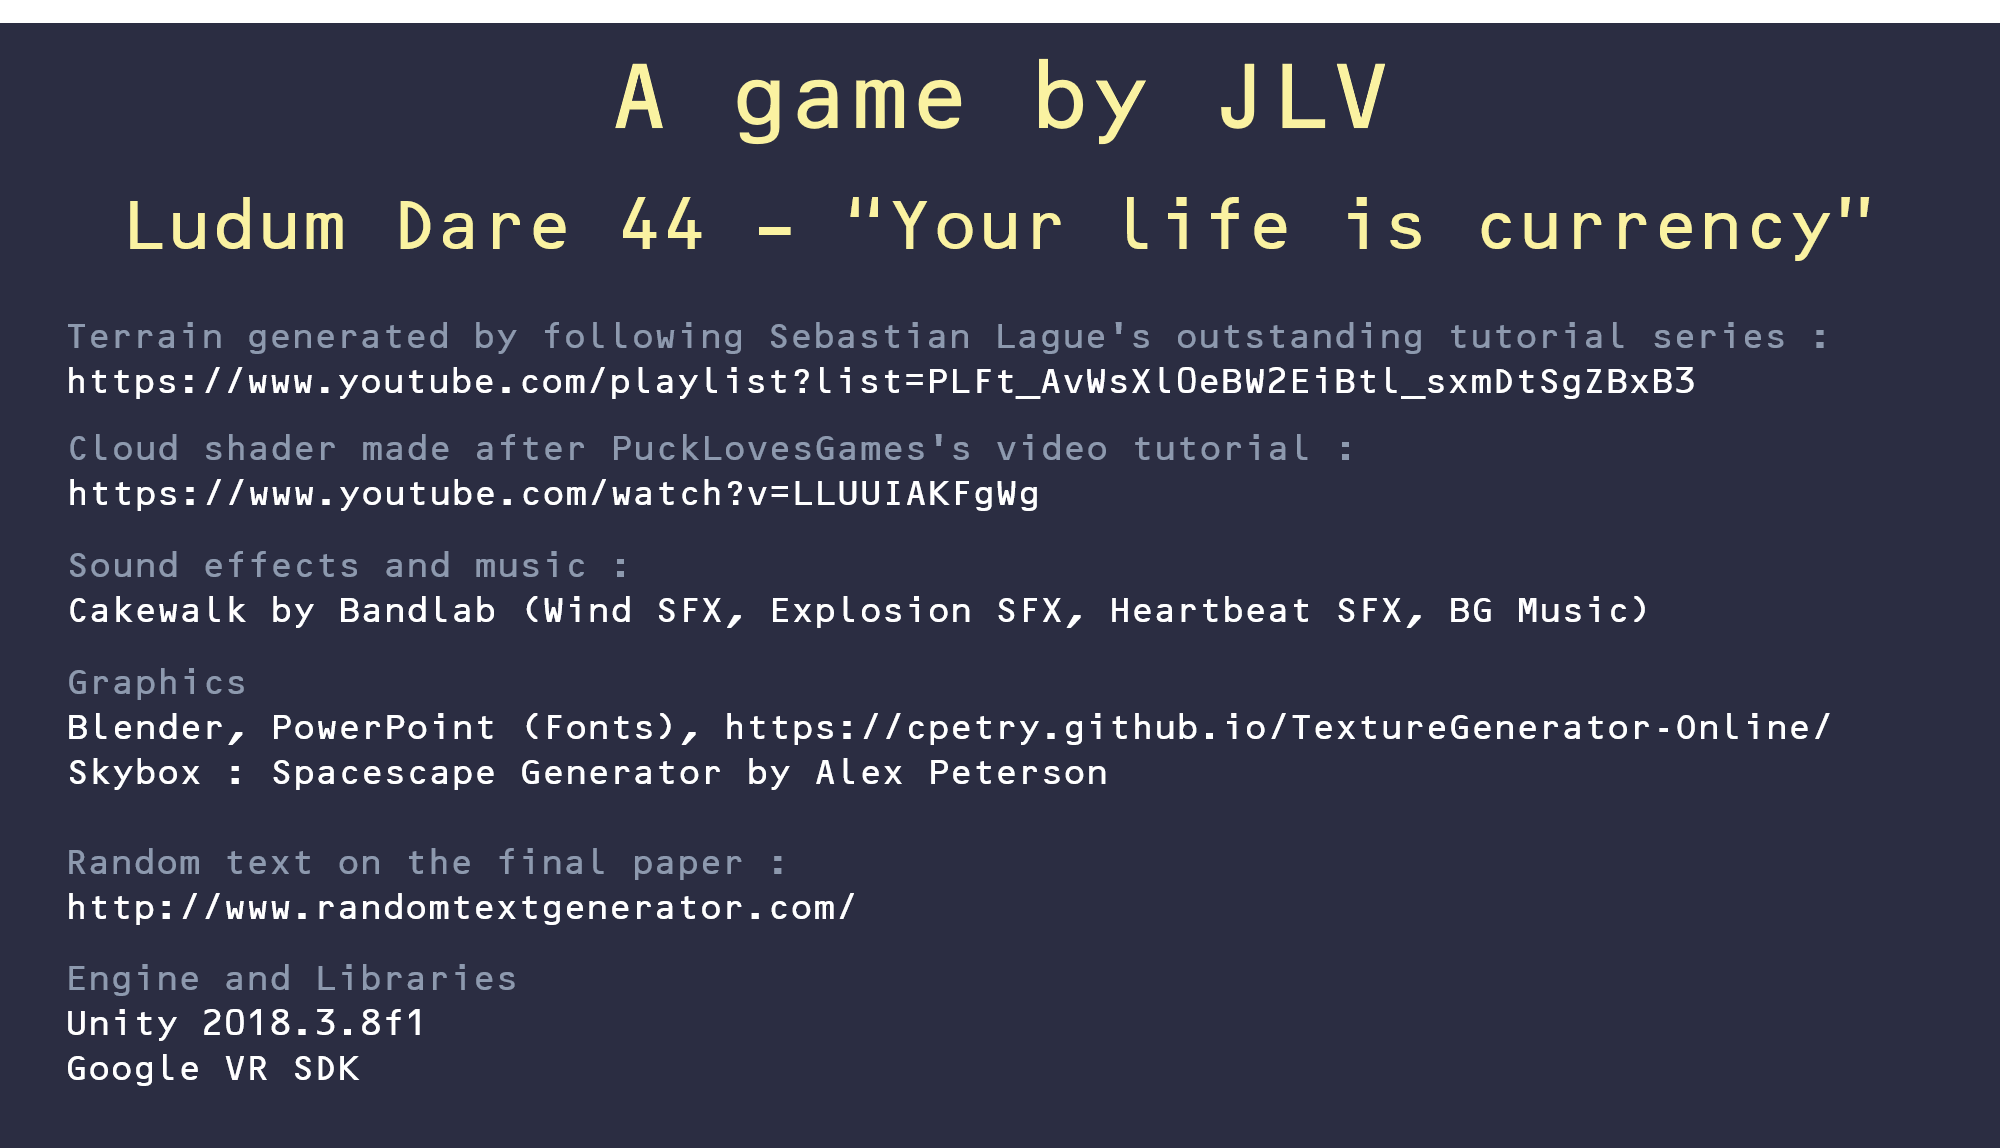 A game by JLV
Ludum Dare 44 – "Your life is currency"
Terrain generated by following Sebastian Lague's outstanding tutorial series :
https://www.youtube.com/playlist?list=PLFt_AvWsXl0eBW2EiBtl_sxmDtSgZBxB3
Cloud shader made after PuckLovesGames's video tutorial :
https://www.youtube.com/watch?v=LLUUIAKFgWg
Sound effects and music :
Cakewalk by Bandlab (Wind SFX, Explosion SFX, Heartbeat SFX, BG Music)
Graphics
Blender, PowerPoint (Fonts), https://cpetry.github.io/TextureGenerator-Online/
Skybox : Spacescape Generator by Alex Peterson
Random text on the final paper :
http://www.randomtextgenerator.com/
Engine and Libraries
Unity 2018.3.8f1
Google VR SDK